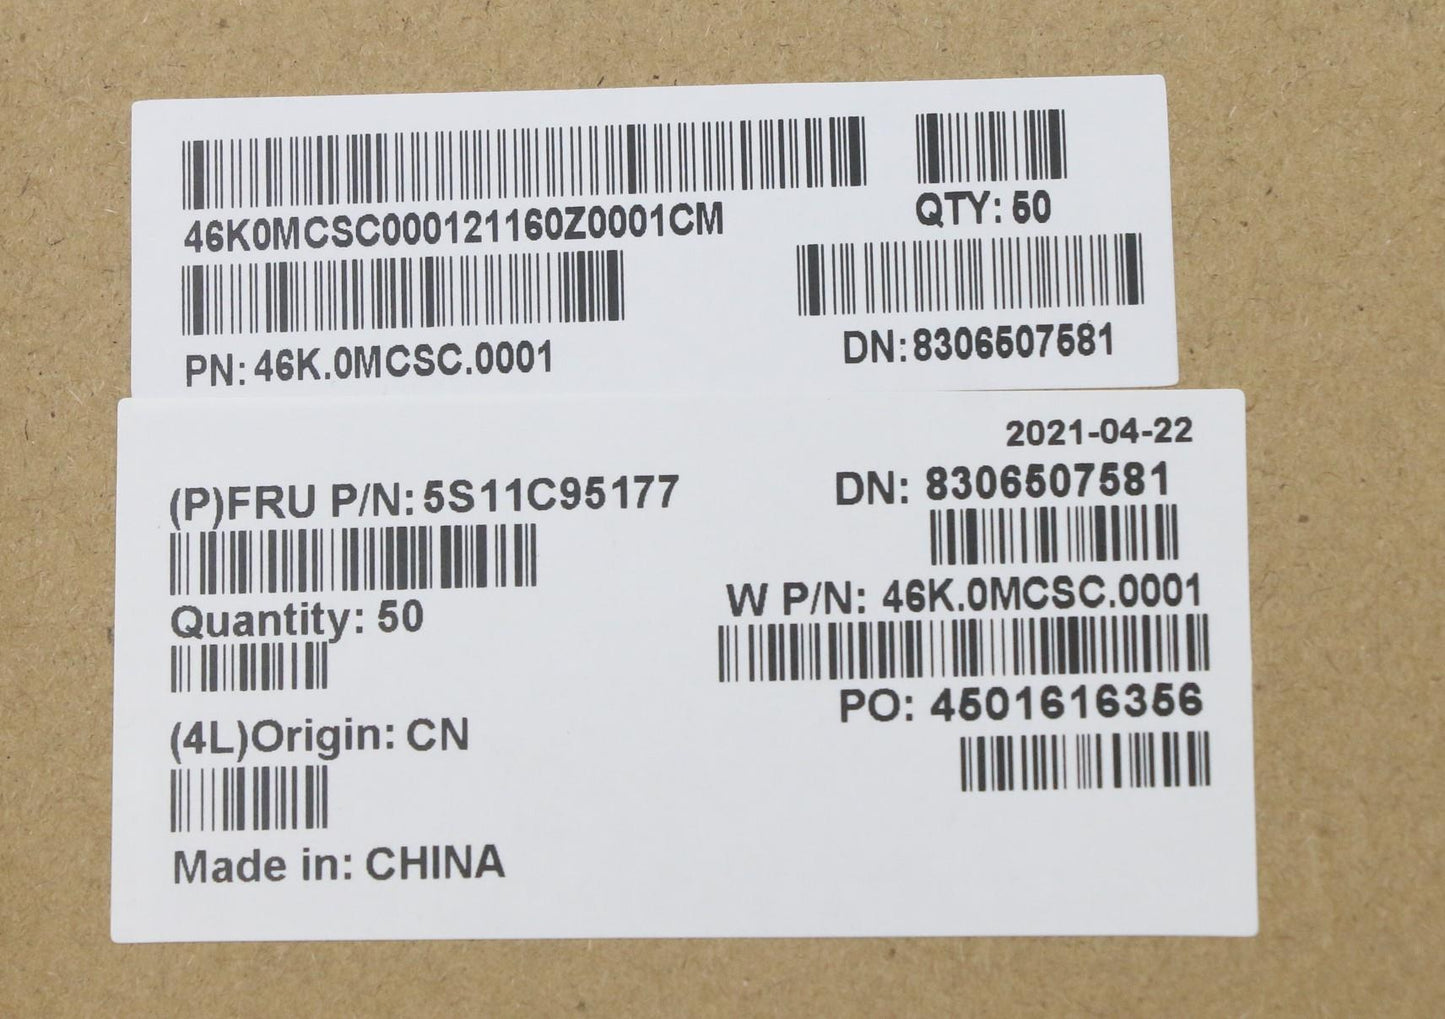 46K0MCSC000121160Z0001CM
QTY: 50
PN: 46K.0MCSC.0001
DN:8306507581
2021-04-22
(P)FRU P/N: 5S11C95177
DN: 8306507581
Quantity: 50
W P/N: 46K.0MCSC.0001
PO: 4501616356
(4L)Origin: CN
Made in: CHINA